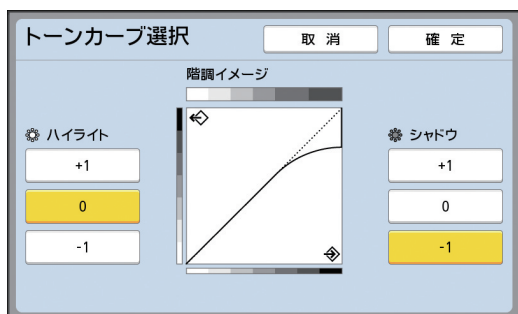 トーンカーブ選択
取 消
確 定
階調イメージ
ハイライト
+1
0
-1
シャドウ
+1
0
-1